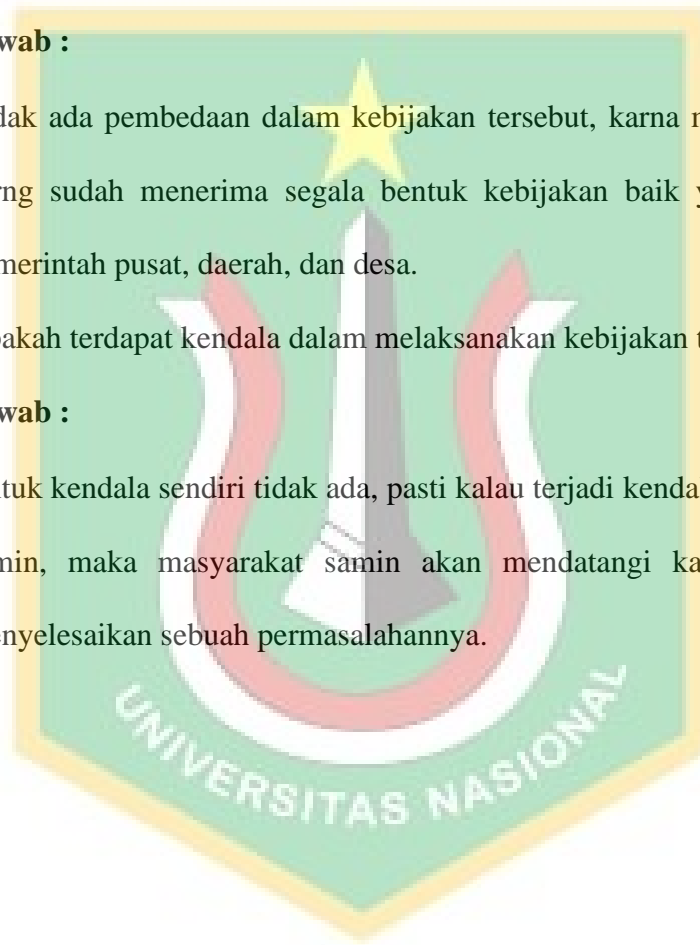 wab :
dak ada pembedaan dalam kebijakan tersebut, karna
rng sudah menerima segala bentuk kebijakan baik
merintah pusat, daerah, dan desa.
akah terdapat kendala dalam melaksanakan kebijakan
wab :
tuk kendala sendiri tidak ada, pasti kalau terjadi kenda
min, maka masyarakat samin akan mendatangi ka
nyelesaikan sebuah permasalahannya.
UNIVERSITAS NASIONAL